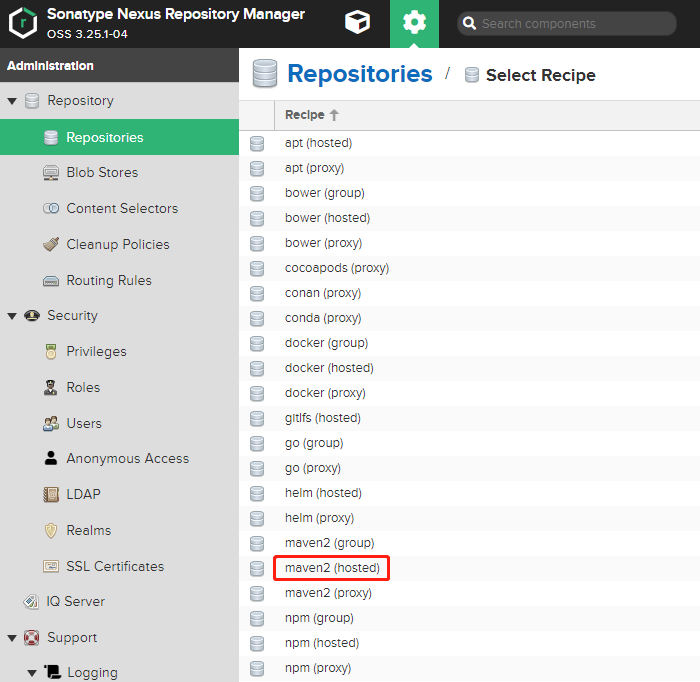 Sonatype Nexus Repository Manager
OSS 3.25.1-04
Search components
Administration
Repository
Repositories
Blob Stores
Content Selectors
Cleanup Policies
Routing Rules
Security
Privileges
Roles
Users
Anonymous Access
LDAP
Realms
SSL Certificates
IQ Server
Support
Logging
Repositories / Select Recipe
Recipe
apt (hosted)
apt (proxy)
bower (group)
bower (hosted)
bower (proxy)
cocoapods (proxy)
conan (proxy)
conda (proxy)
docker (group)
docker (hosted)
docker (proxy)
gitlfs (hosted)
go (group)
go (proxy)
helm (hosted)
helm (proxy)
maven2 (group)
maven2 (hosted)
maven2 (proxy)
npm (group)
npm (hosted)
npm (proxy)